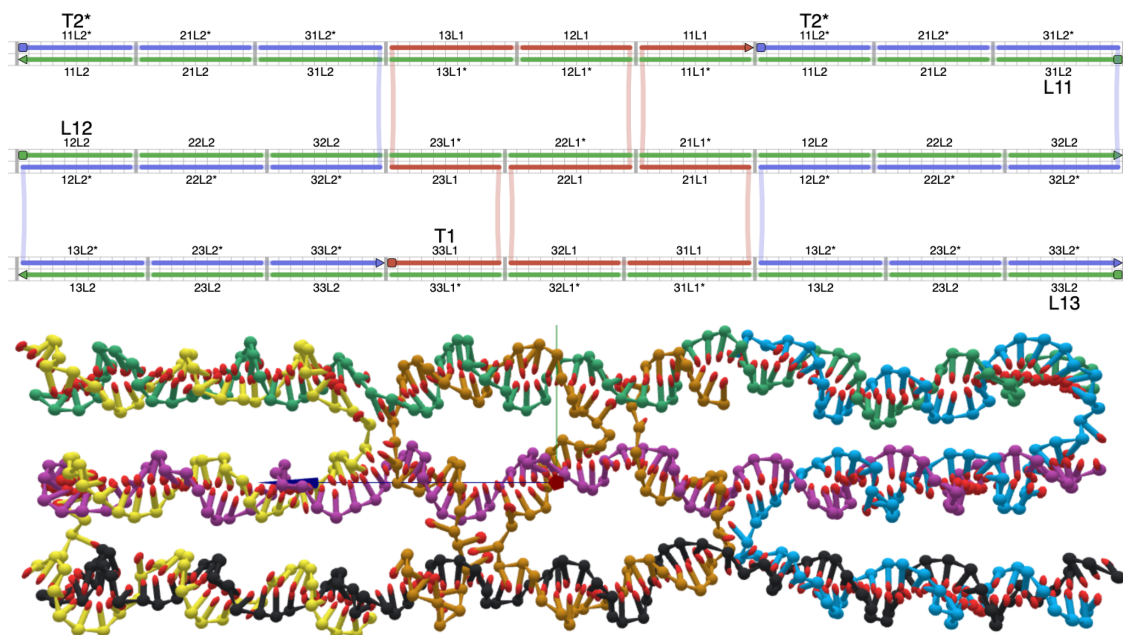 T2* T2*
11L2* 21L2* 31L2* 13L1 12L1 11L1 11L2* 21L2* 31L2*
11L2 21L2 31L2 13L1* 12L1* 11L1* 11L2 21L2 31L2
L11
L12
12L2 22L2 32L2 23L1* 22L1* 21L1* 12L2 22L2 32L2
12L2* 22L2* 32L2* 23L1 22L1 21L1 12L2* 22L2* 32L2*
T1
13L2* 23L2* 33L2* 33L1 32L1 31L1 13L2* 23L2* 33L2*
13L2 23L2 33L2 33L1* 32L1* 31L1* 13L2 23L2 33L2
L13